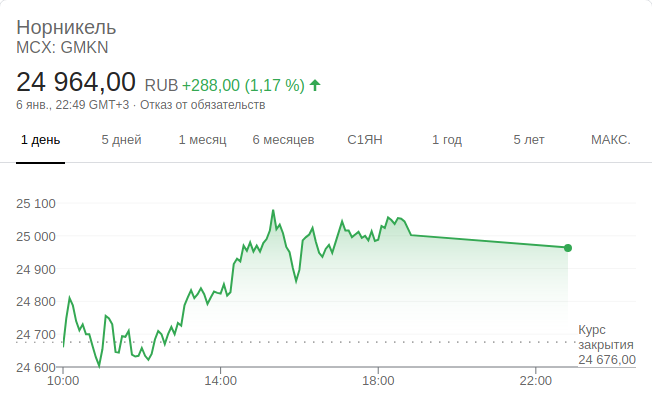 Норникель
MCX: GMKN
24 964,00 RUB +288,00 (1,17 %)
6 янв., 22:49 GMT+3 · Отказ от обязательств
1 день 5 дней 1 месяц 6 месяцев С1ЯН 1 год 5 лет МАКС.
25 100
25 000
24 900
24 800
24 700
24 600
Курс
закрытия
24 676,00
10:00 14:00 18:00 22:00